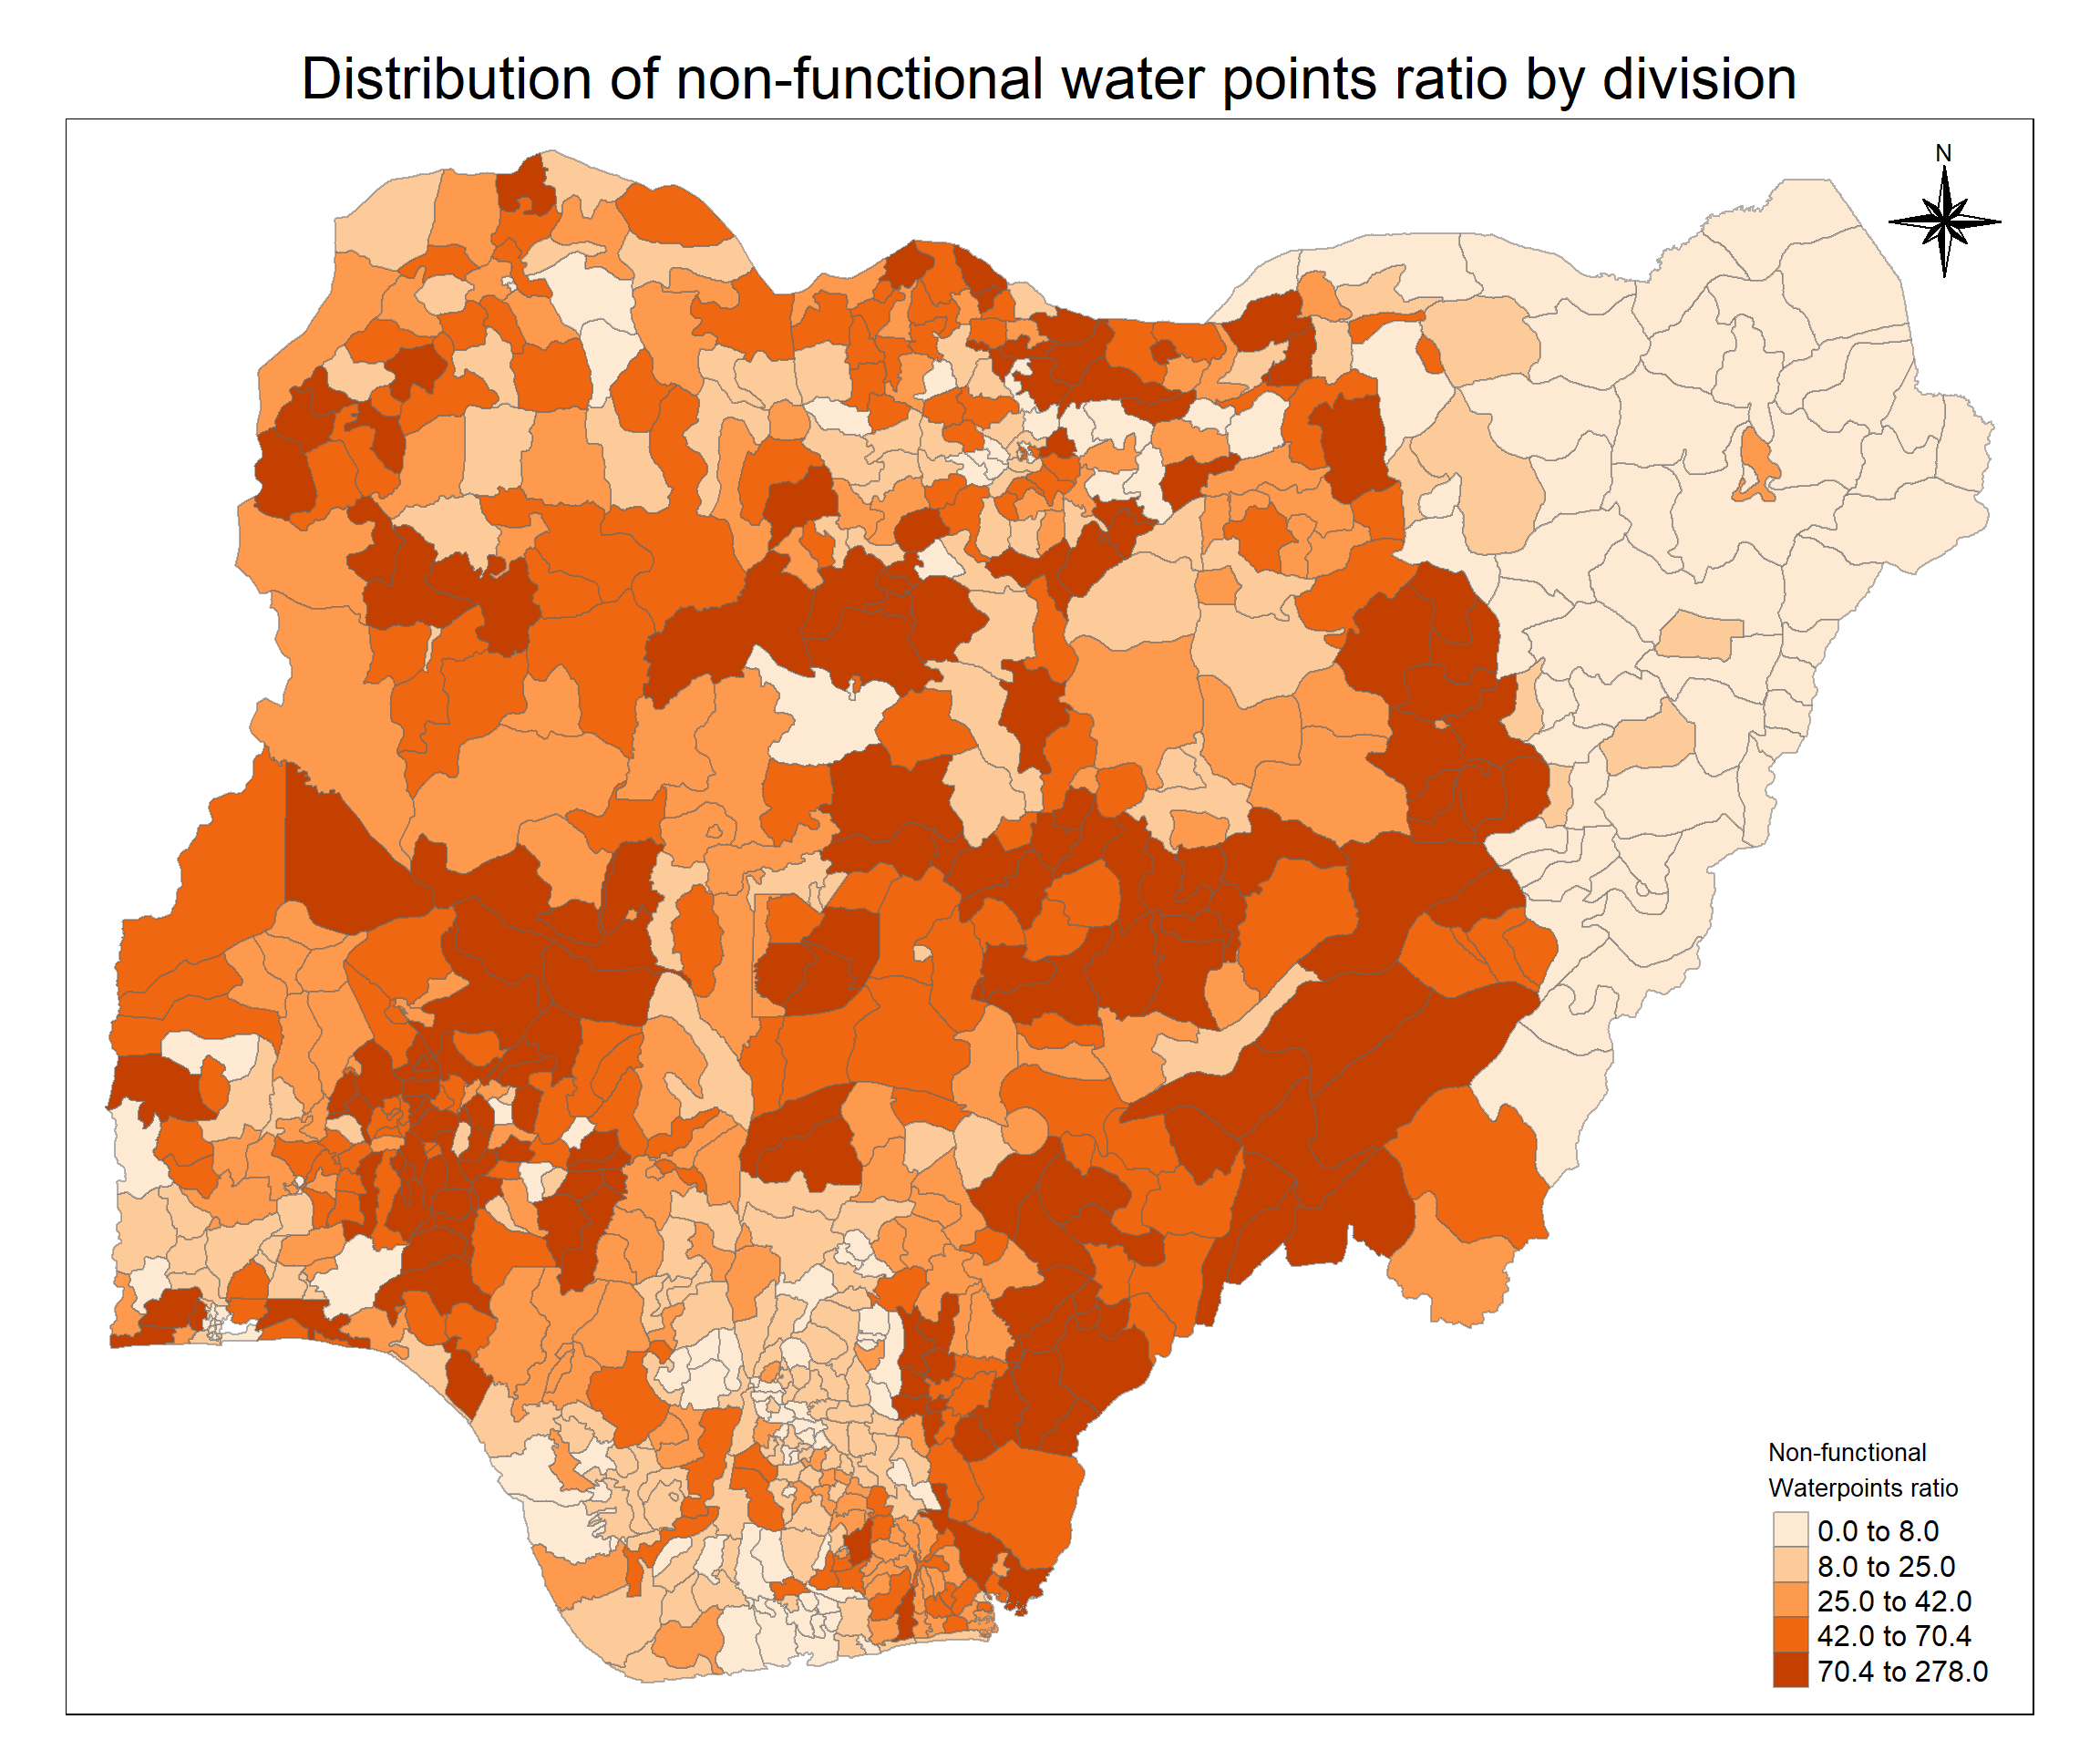 Distribution of non-functional water points ratio by division
N
Non-functional
Waterpoints ratio
0.0 to 8.0
8.0 to 25.0
25.0 to 42.0
42.0 to 70.4
70.4 to 278.0